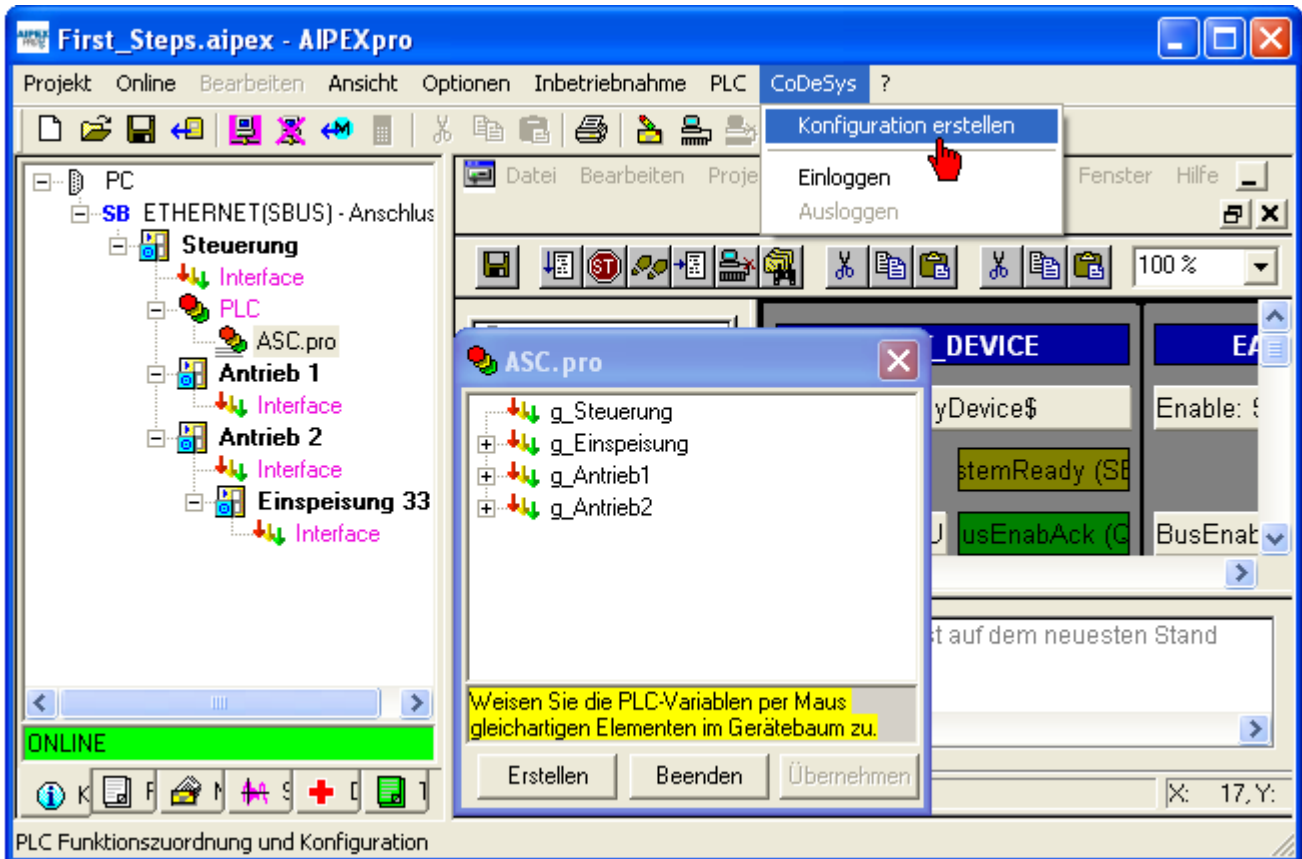 First_Steps.aipex - AIPEXpro
Projekt Online Bearbeiten Ansicht Optionen Inbetriebnahme PLC CoDeSys ?
Konfiguration erstellen
Einloggen
Ausloggen
PC
SB ETHERNET(SBUS) - Anschlus
Steuerung
Interface
PLC
ASC.pro
Antrieb 1
Interface
Antrieb 2
Interface
Einspeisung 33
Interface
ONLINE
Datei Bearbeiten Proje Fenster Hilfe
100 %
_DEVICE
yDevice$ Enable:
stemReady (SE
usEnabAck (Q BusEnab
st auf dem neuesten Stand
X: 17, Y:
ASC.pro
g_Steuerung
g_Einspeisung
g_Antrieb1
g_Antrieb2
Weisen Sie die PLC-Variablen per Maus
gleichartigen Elementen im Gerätebaum zu.
Erstellen Beenden Übernehmen
PLC Funktionszuordnung und Konfiguration